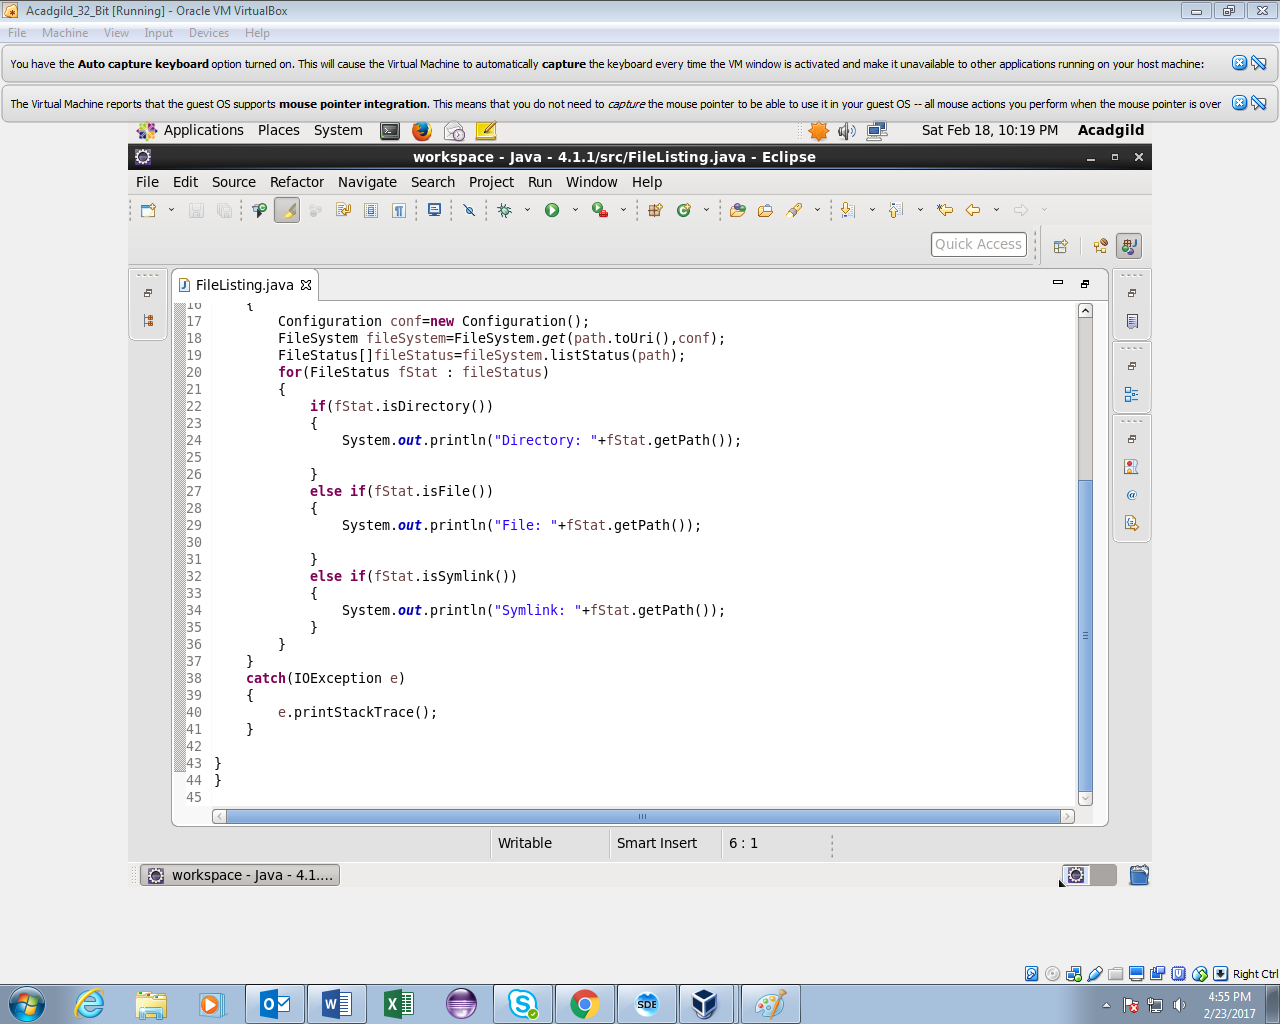 Acadgild_32_Bit [Running] - Oracle VM VirtualBox
File Machine View Input Devices Help
You have the Auto capture keyboard option turned on. This will cause the Virtual Machine to automatically capture the keyboard every time the VM window is activated and make it unavailable to other applications running on your host machine:
The Virtual Machine reports that the guest OS supports mouse pointer integration. This means that you do not need to capture the mouse pointer to be able to use it in your guest OS -- all mouse actions you perform when the mouse pointer is over
Applications Places System Sat Feb 18, 10:19 PM Acadgild
workspace - Java - 4.1.1/src/FileListing.java - Eclipse
File Edit Source Refactor Navigate Search Project Run Window Help
Quick Access
FileListing.java
16 {
17 Configuration conf=new Configuration();
18 FileSystem fileSystem=FileSystem.get(path.toUri(),conf);
19 FileStatus[]fileStatus=fileSystem.listStatus(path);
20 for(FileStatus fStat : fileStatus)
21 {
22 if(fStat.isDirectory())
23 {
24 System.out.println("Directory: "+fStat.getPath());
25
26 }
27 else if(fStat.isFile())
28 {
29 System.out.println("File: "+fStat.getPath());
30
31 }
32 else if(fStat.isSymlink())
33 {
34 System.out.println("Symlink: "+fStat.getPath());
35 }
36 }
37 }
38 catch(IOException e)
39 {
40 e.printStackTrace();
41 }
42
43 }
44 }
45
Writable Smart Insert 6 : 1
workspace - Java - 4.1....
Right Ctrl
SDE
4:55 PM
2/23/2017